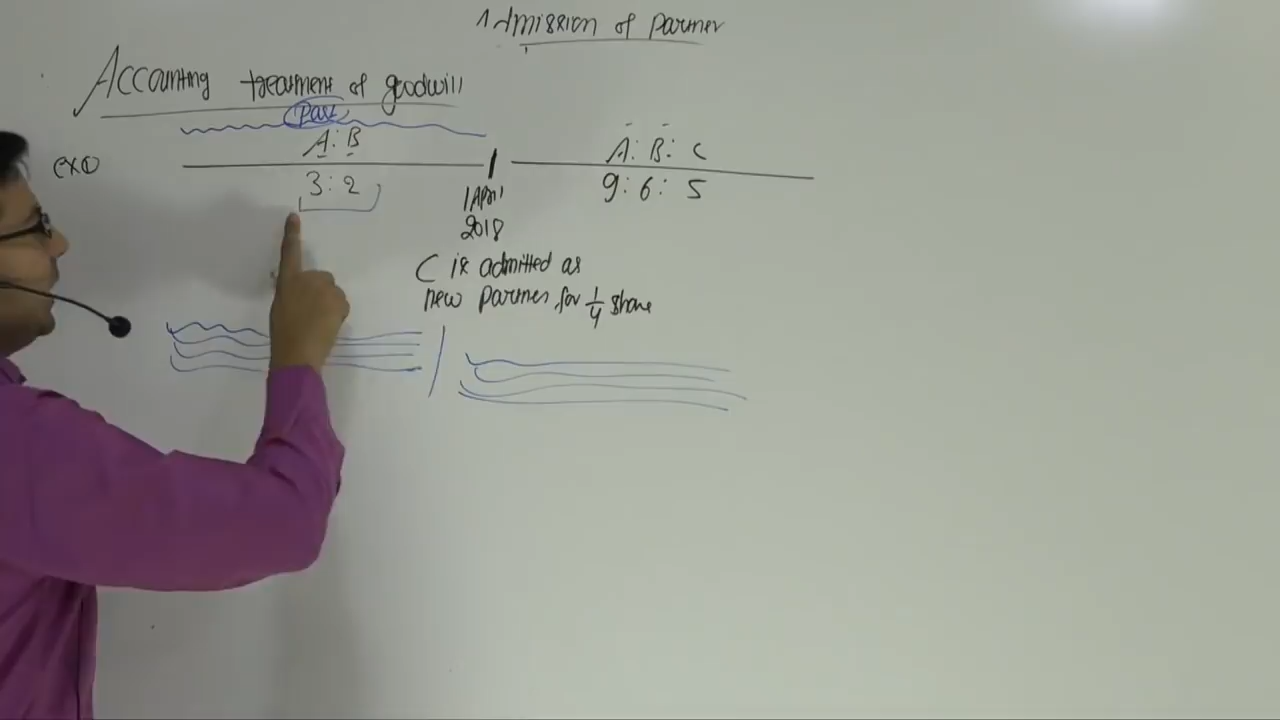 Admission of partner
Accounting treatment of goodwill
Past
ex①
A: B
3: 2
1 April
2018
A: B: C
9: 6: 5
C is admitted as
new partner for 1/4 share